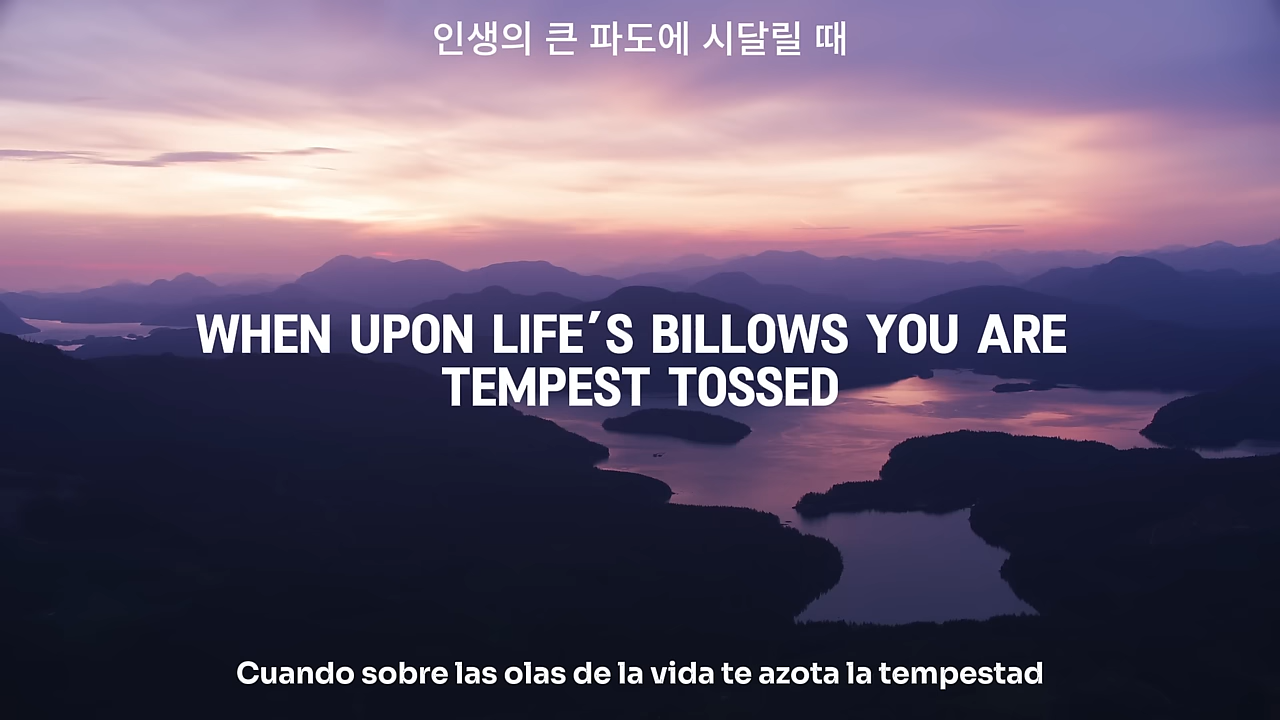 인생의 큰 파도에 시달릴 때
WHEN UPON LIFE´S BILLOWS YOU ARE
TEMPEST TOSSED
Cuando sobre las olas de la vida te azota la tempestad